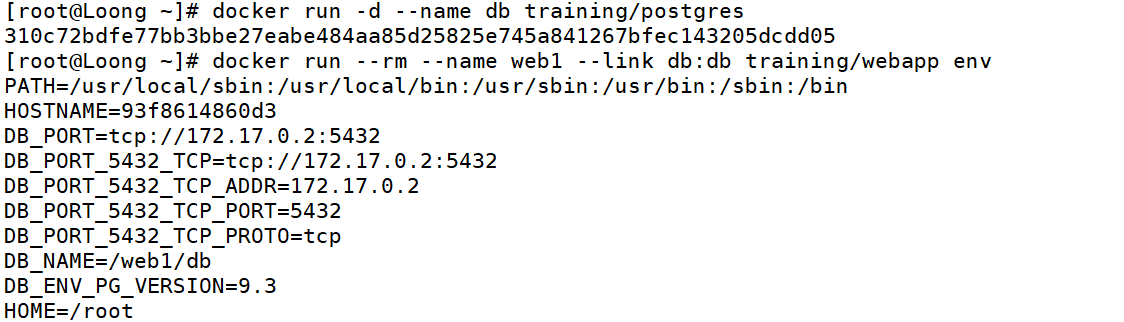 [root@Loong ~]# docker run -d --name db training/postgres
310c72bdfe77bb3bbe27eabe484aa85d25825e745a841267bfec143205dcdd05
[root@Loong ~]# docker run --rm --name web1 --link db:db training/webapp env
PATH=/usr/local/sbin:/usr/local/bin:/usr/sbin:/usr/bin:/sbin:/bin
HOSTNAME=93f8614860d3
DB_PORT=tcp://172.17.0.2:5432
DB_PORT_5432_TCP=tcp://172.17.0.2:5432
DB_PORT_5432_TCP_ADDR=172.17.0.2
DB_PORT_5432_TCP_PORT=5432
DB_PORT_5432_TCP_PROTO=tcp
DB_NAME=/web1/db
DB_ENV_PG_VERSION=9.3
HOME=/root